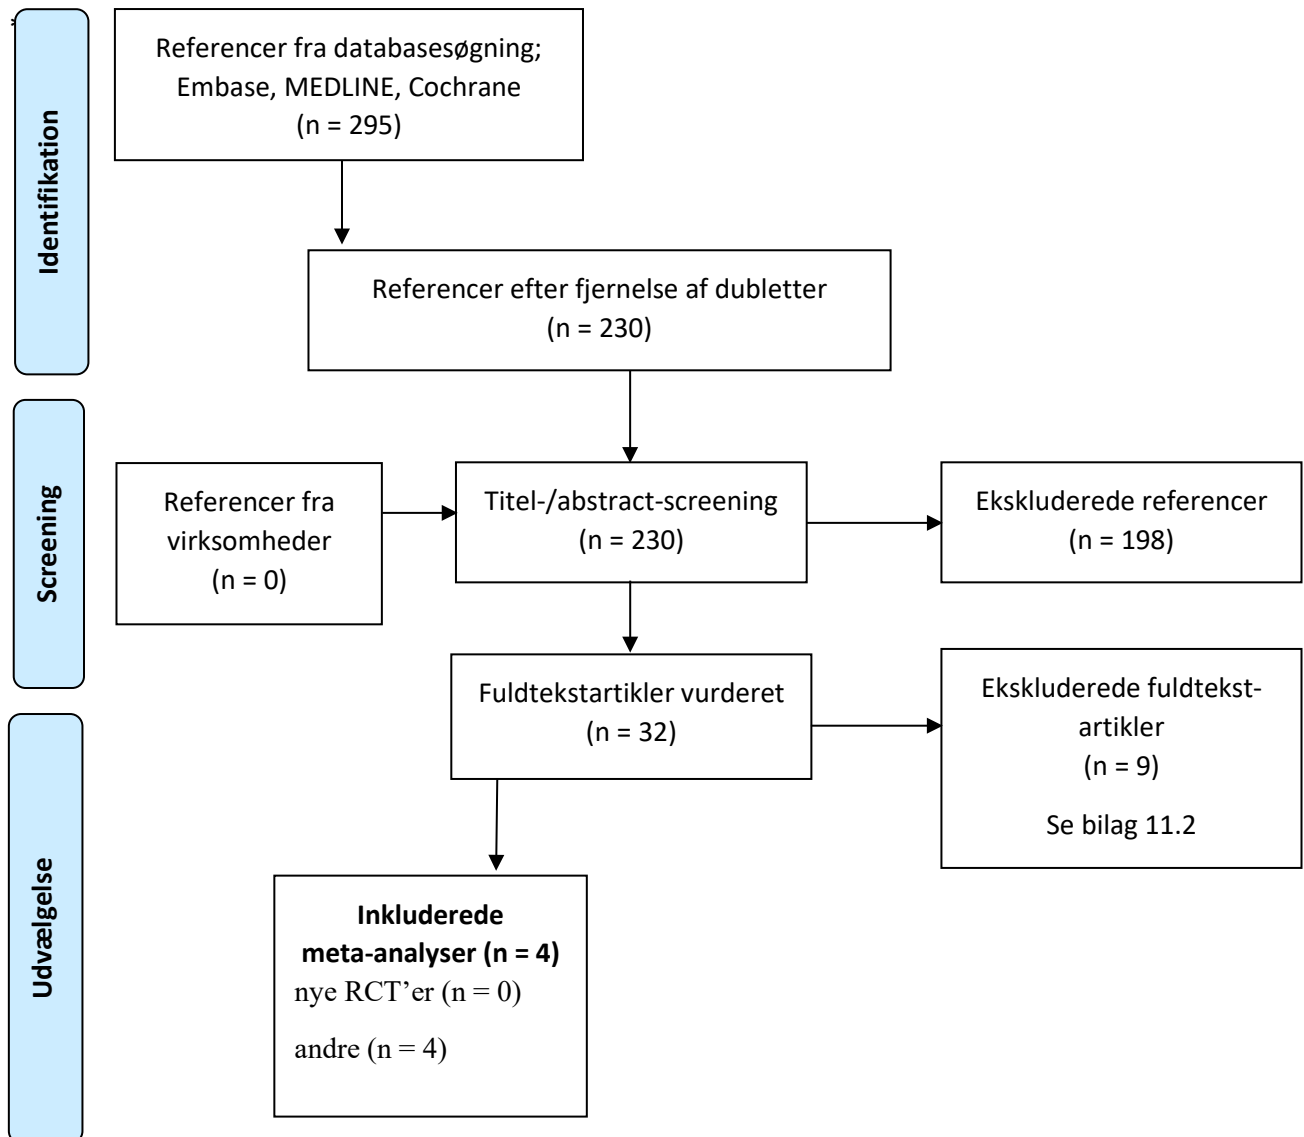 Identifikation
Referencer fra databasesøgning;
Embase, MEDLINE, Cochrane
(n = 295)
Referencer efter fjernelse af dubletter
(n = 230)
Screening
Referencer fra
virksomheder
(n = 0)
Titel-/abstract-screening
(n = 230)
Ekskluderede referencer
(n = 198)
Fuldtekstartikler vurderet
(n = 32)
Ekskluderede fuldtekst-
artikler
(n = 9)
Se bilag 11.2
Udvælgelse
Inkluderede
meta-analyser (n = 4)
nye RCT’er (n = 0)
andre (n = 4)